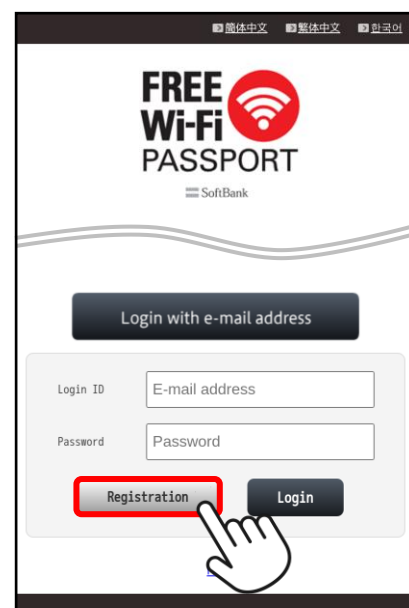 簡体中文 繁体中文 한국어
FREE
Wi-Fi
PASSPORT
SoftBank
Login with e-mail address
Login ID E-mail address
Password Password
Registration Login